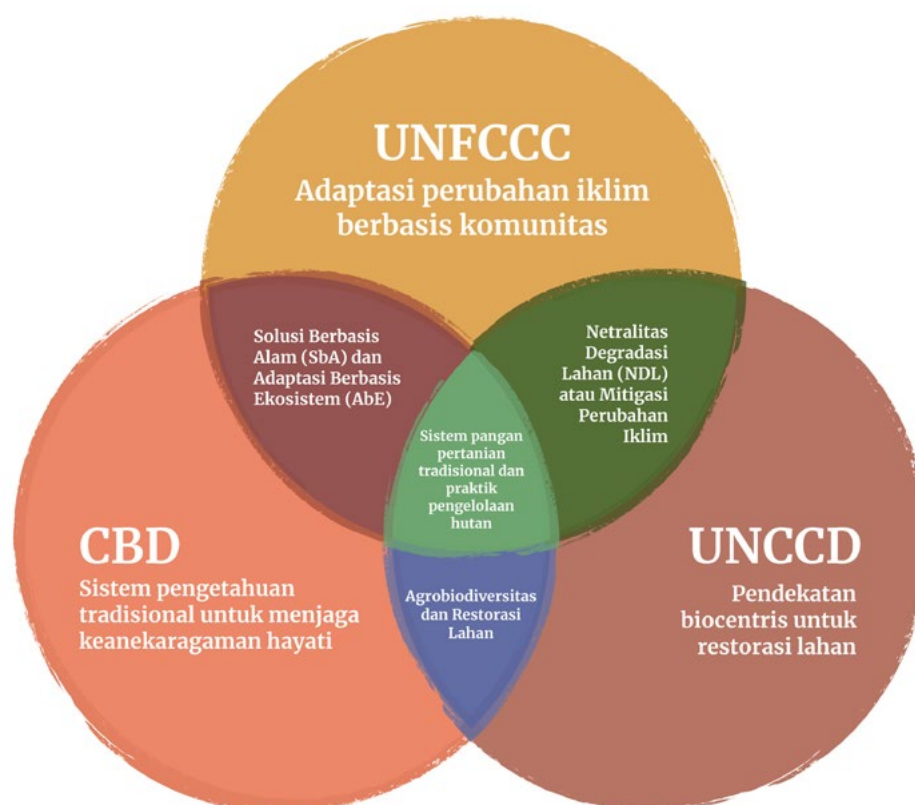 UNFCCC
Adaptasi perubahan iklim
berbasis komunitas
Solusi Berbasis
Alam (SbA) dan
Adaptasi Berbasis
Ekosistem (AbE)
Netralitas
Degradasi
Lahan (NDL)
atau Mitigasi
Perubahan
Iklim
Sistem pangan
pertanian
tradisional dan
praktik
pengelolaan
hutan
CBD
Sistem pengetahuan
tradisional untuk menjaga
keanekaragaman hayati
UNCCD
Pendekatan
biocentris untuk
restorasi lahan
Agrobiodiversitas
dan Restorasi
Lahan